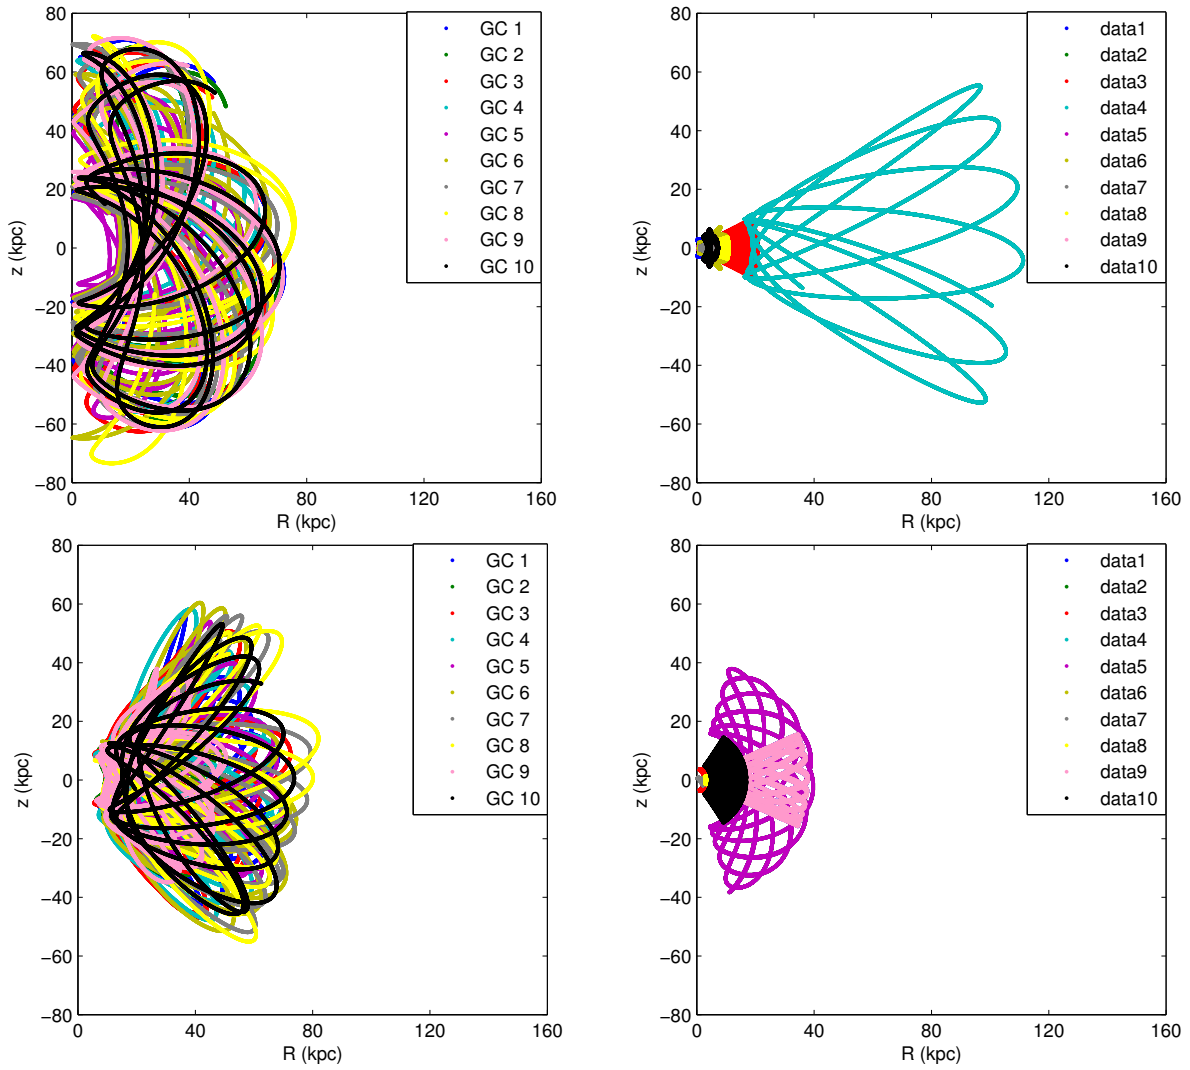 80
60
40
20
0
−20
−40
−60
−80
0
40
80
120
160
z (kpc)
R (kpc)
GC 1
GC 2
GC 3
GC 4
GC 5
GC 6
GC 7
GC 8
GC 9
GC 10
80
60
40
20
0
−20
−40
−60
−80
0
40
80
120
160
z (kpc)
R (kpc)
data1
data2
data3
data4
data5
data6
data7
data8
data9
data10
80
60
40
20
0
−20
−40
−60
−80
0
40
80
120
160
z (kpc)
R (kpc)
GC 1
GC 2
GC 3
GC 4
GC 5
GC 6
GC 7
GC 8
GC 9
GC 10
80
60
40
20
0
−20
−40
−60
−80
0
40
80
120
160
z (kpc)
R (kpc)
data1
data2
data3
data4
data5
data6
data7
data8
data9
data10